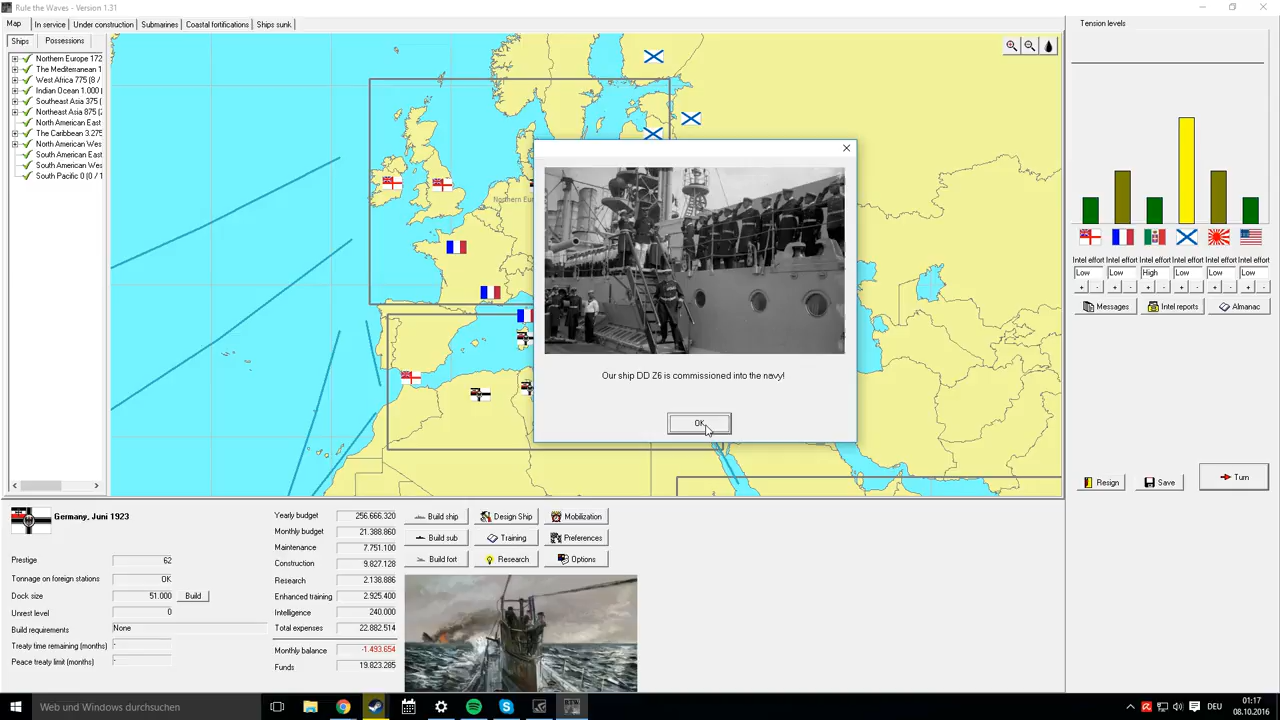 Rule the Waves - Version 1.31
Map In service Under construction Submarines Coastal fortifications Ships sunk
Ships Possessions
Northern Europe 172
The Mediterranean 1
West Africa 775 (8 /
Indian Ocean 1.000
Southeast Asia 375 (
Northeast Asia 875 (2
North American East
The Caribbean 3.275
North American Wes
South American East
South American Wes
South Pacific 0 (0 / 1
Northern Eu
Our ship DD Z6 is commissioned into the navy!
OK
Tension levels
Intel effort Intel effort Intel effort Intel effort Intel effort Intel effort
Low Low High Low Low Low
+ - + - + - + - + - + -
Messages Intel reports Almanac
Resign Save Turn
Germany, Juni 1923
Prestige 62
Tonnage on foreign stations OK
Dock size 51.000 Build
Unrest level 0
Build requirements None
Treaty time remaining (months) -
Peace treaty limit (months) -
Yearly budget 256.666.320
Monthly budget 21.388.860
Maintenance 7.751.100
Construction 9.827.128
Research 2.138.886
Enhanced training 2.925.400
Intelligence 240.000
Total expenses 22.882.514
Monthly balance -1.493.654
Funds 19.823.285
Build ship Design Ship Mobilization
Build sub Training Preferences
Build fort Research Options
Web und Windows durchsuchen
DEU
01:17
08.10.2016